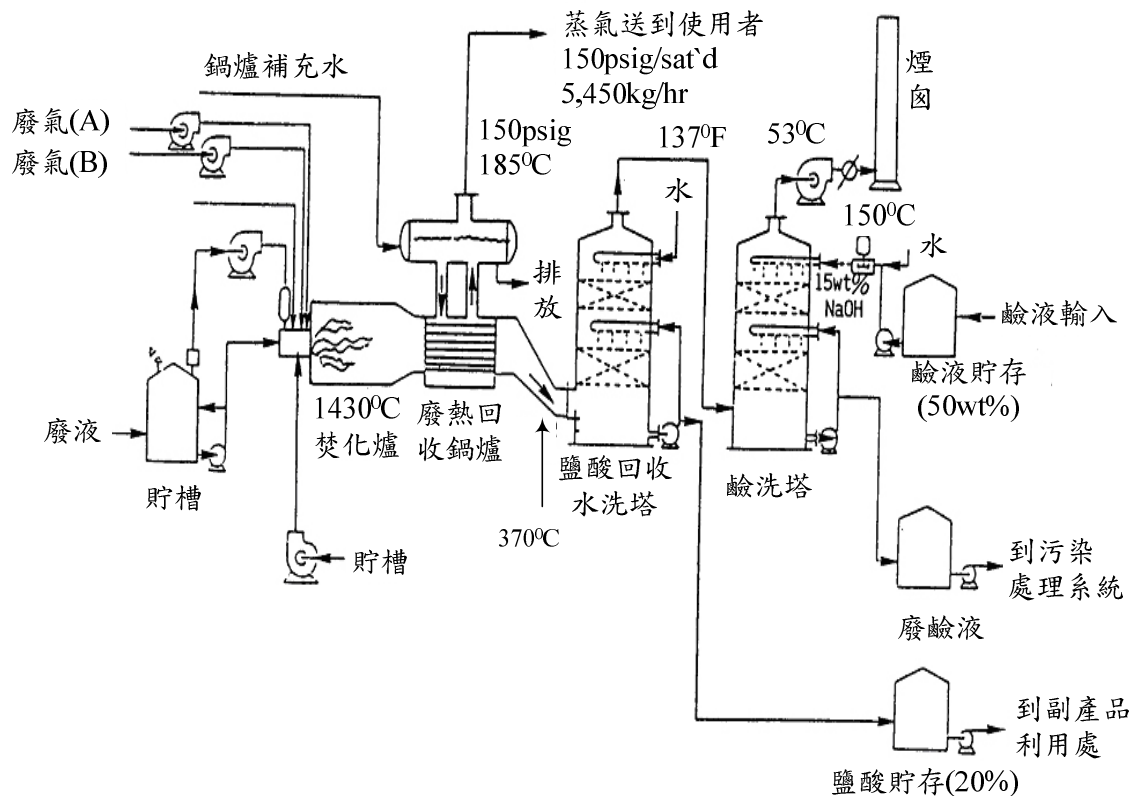 蒸氣送到使用者
150psig/sat`d
5,450kg/hr
鍋爐補充水
廢氣(A)
廢氣(B)
150psig
185⁰C
137⁰F
53⁰C
煙
囪
水
150⁰C
水
排
放
15wt%
NaOH
鹼液輸入
鹼液貯存
(50wt%)
廢液
貯槽
1430⁰C
焚化爐
廢熱回
收鍋爐
鹽酸回收
水洗塔
鹼洗塔
370⁰C
貯槽
到污染
處理系統
廢鹼液
到副產品
利用處
鹽酸貯存(20%)